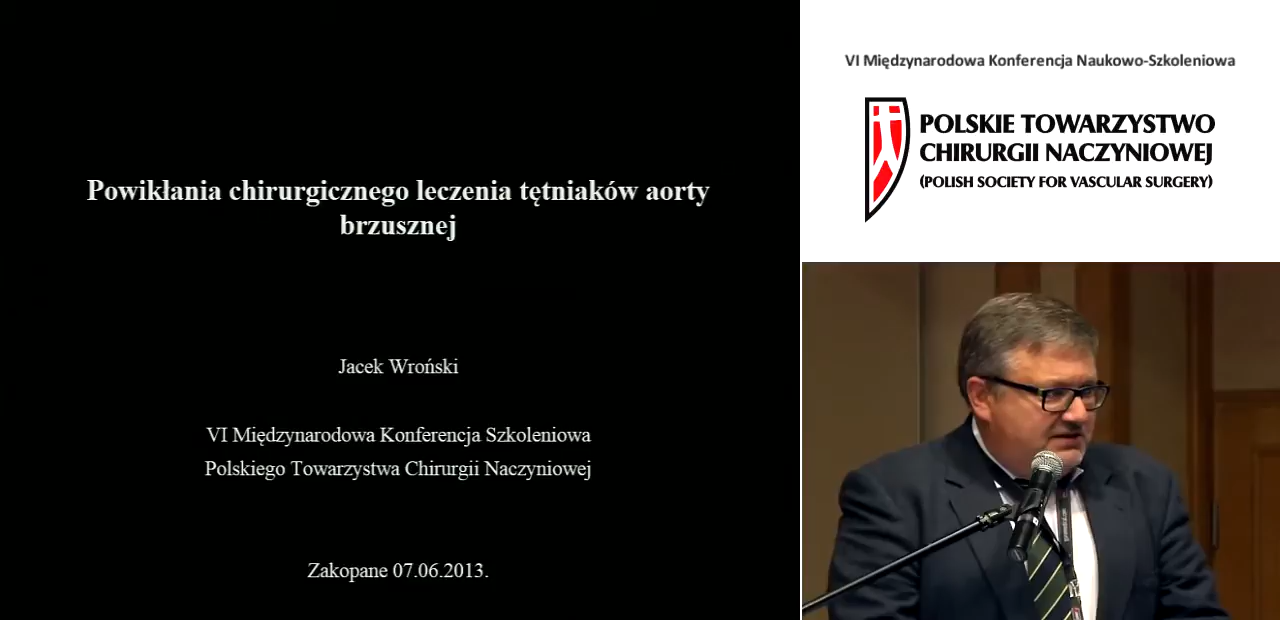 Powikłania chirurgicznego leczenia tętniaków aorty
brzusznej
Jacek Wroński
VI Międzynarodowa Konferencja Szkoleniowa
Polskiego Towarzystwa Chirurgii Naczyniowej
Zakopane 07.06.2013.
VI Międzynarodowa Konferencja Naukowo-Szkoleniowa
POLSKIE TOWARZYSTWO
CHIRURGII NACZYNIOWEJ
(POLISH SOCIETY FOR VASCULAR SURGERY)